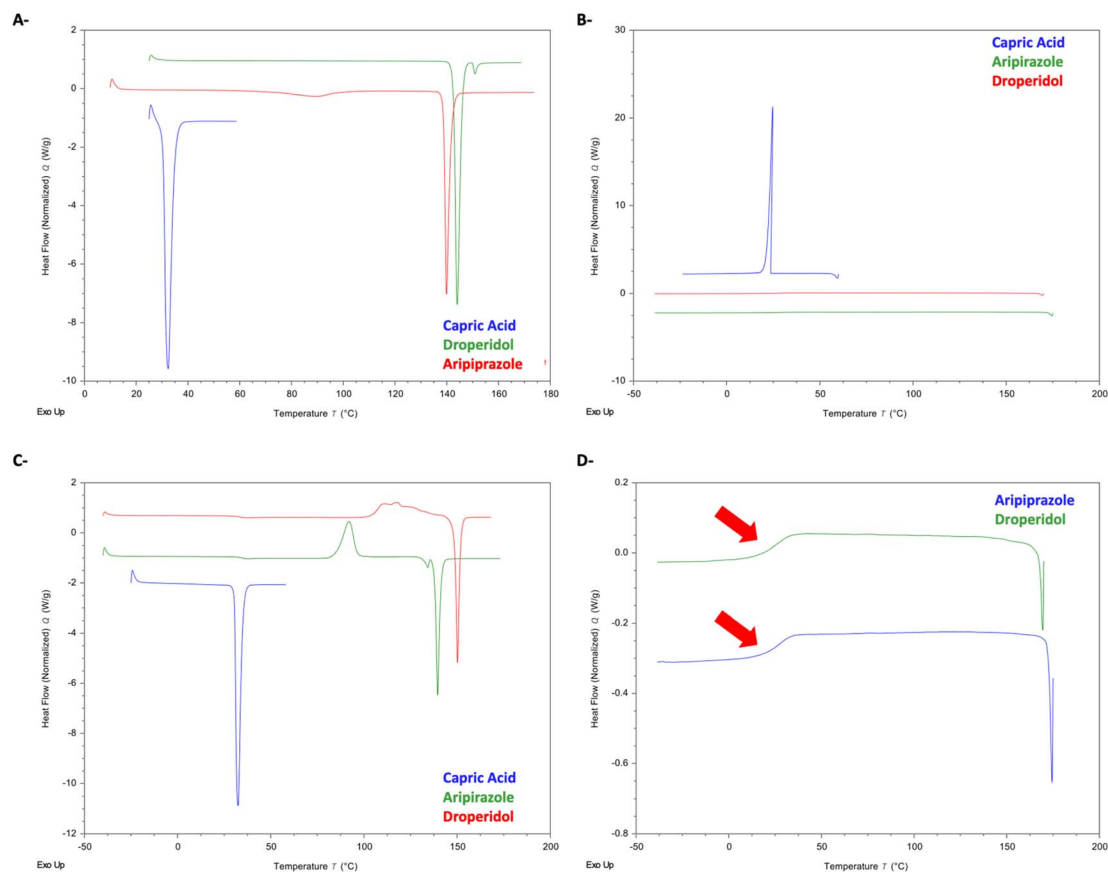 A-
2
0
-2
-4
-6
-8
-10
Heat Flow (Normalized) Q (W/g)
Capric Acid
Droperidol
Aripiprazole
0 20 40 60 80 100 120 140 160 180
Exo Up
Temperature T (°C)
B-
30
20
10
0
-10
Heat Flow (Normalized) Q (W/g)
Capric Acid
Aripirazole
Droperidol
-50 0 50 100 150 200
Exo Up
Temperature T (°C)
C-
2
0
-2
-4
-6
-8
-10
-12
Heat Flow (Normalized) Q (W/g)
Capric Acid
Aripirazole
Droperidol
-50 0 50 100 150 200
Exo Up
Temperature T (°C)
D-
0.2
0.0
-0.2
-0.4
-0.6
-0.8
Heat Flow (Normalized) Q (W/g)
Aripiprazole
Droperidol
-50 0 50 100 150 200
Exo Up
Temperature T (°C)